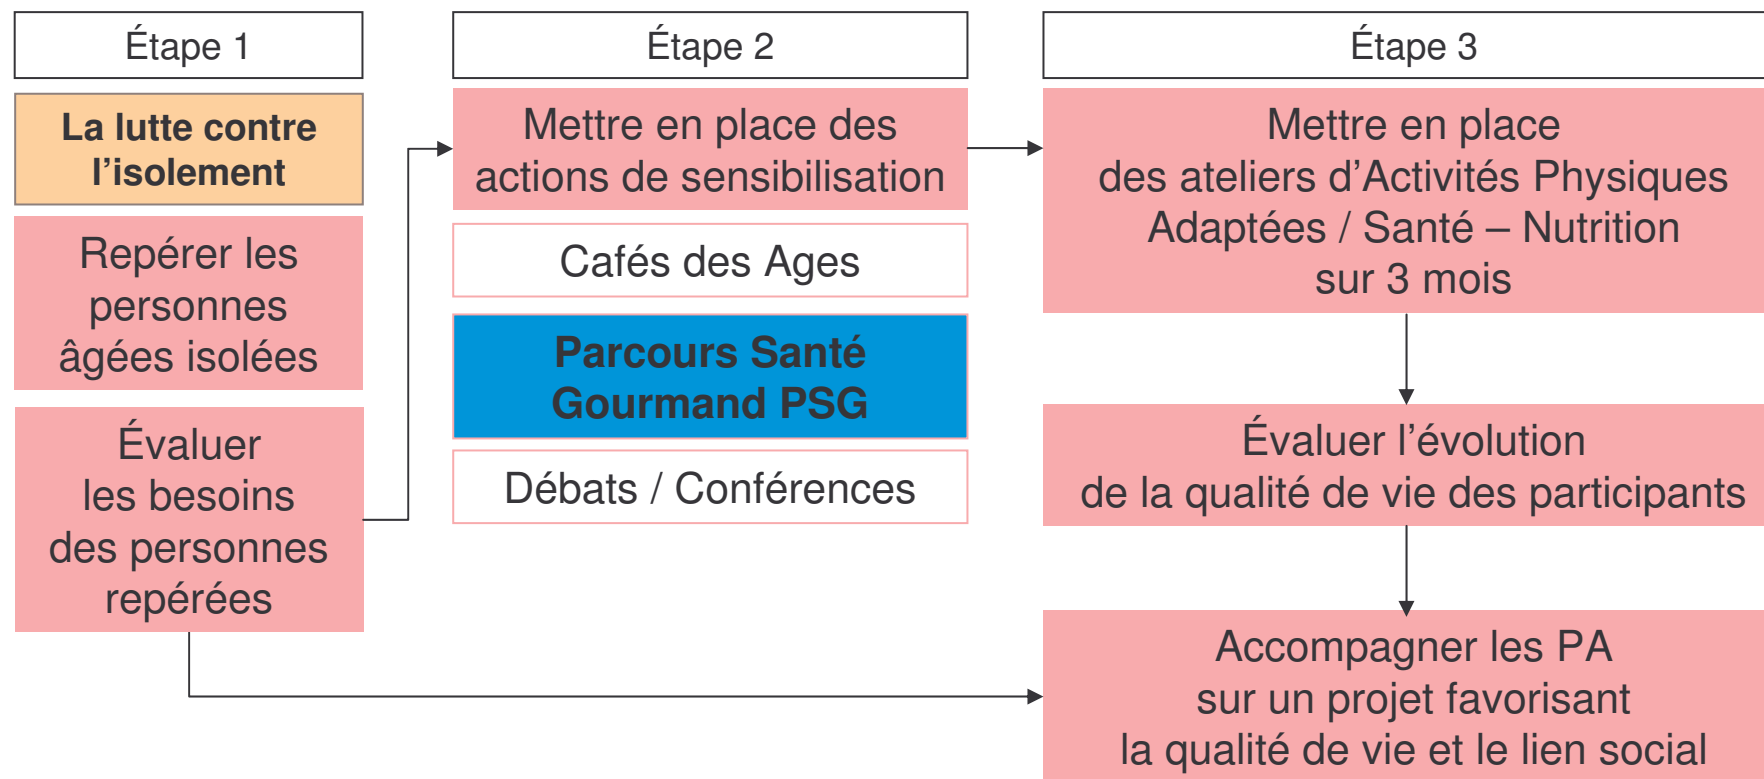 Étape 1
La lutte contre
l’isolement
Repérer les
personnes
âgées isolées
Évaluer
les besoins
des personnes
repérées
Étape 2
Mettre en place des
actions de sensibilisation
Cafés des Ages
Parcours Santé
Gourmand PSG
Débats / Conférences
Étape 3
Mettre en place
des ateliers d’Activités Physiques
Adaptées / Santé – Nutrition
sur 3 mois
Évaluer l’évolution
de la qualité de vie des participants
Accompagner les PA
sur un projet favorisant
la qualité de vie et le lien social